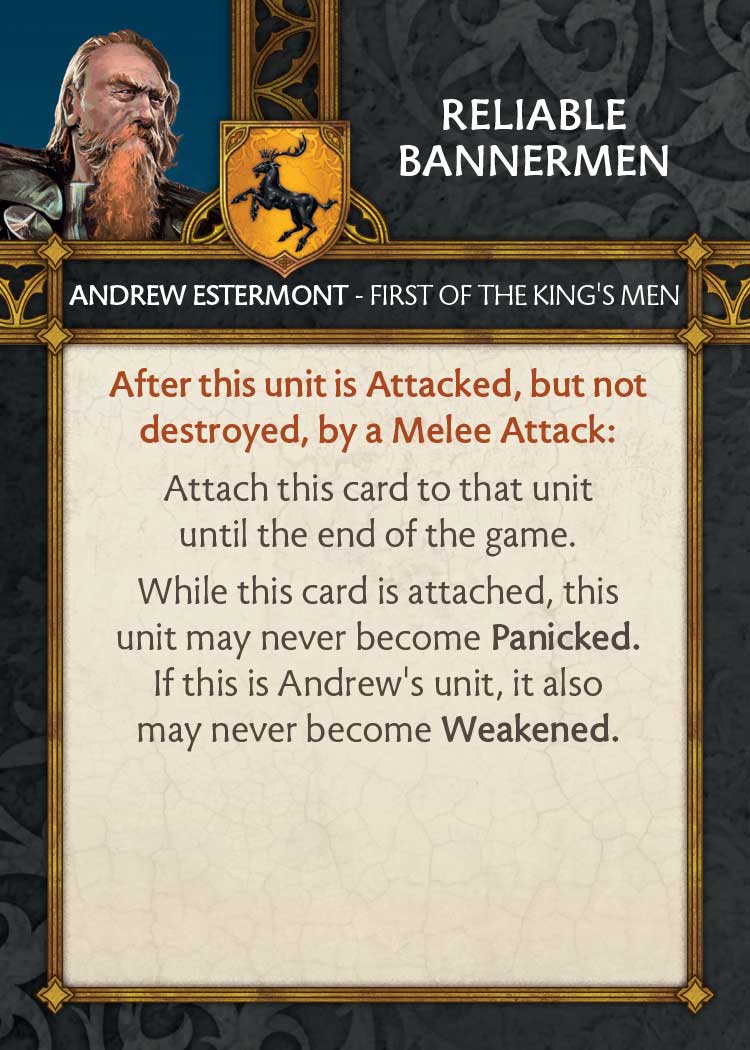 RELIABLE
BANNERMEN
ANDREW ESTERMONT - FIRST OF THE KING'S MEN
After this unit is Attacked, but not
destroyed, by a Melee Attack:
Attach this card to that unit
until the end of the game.
While this card is attached, this
unit may never become Panicked.
If this is Andrew's unit, it also
may never become Weakened.